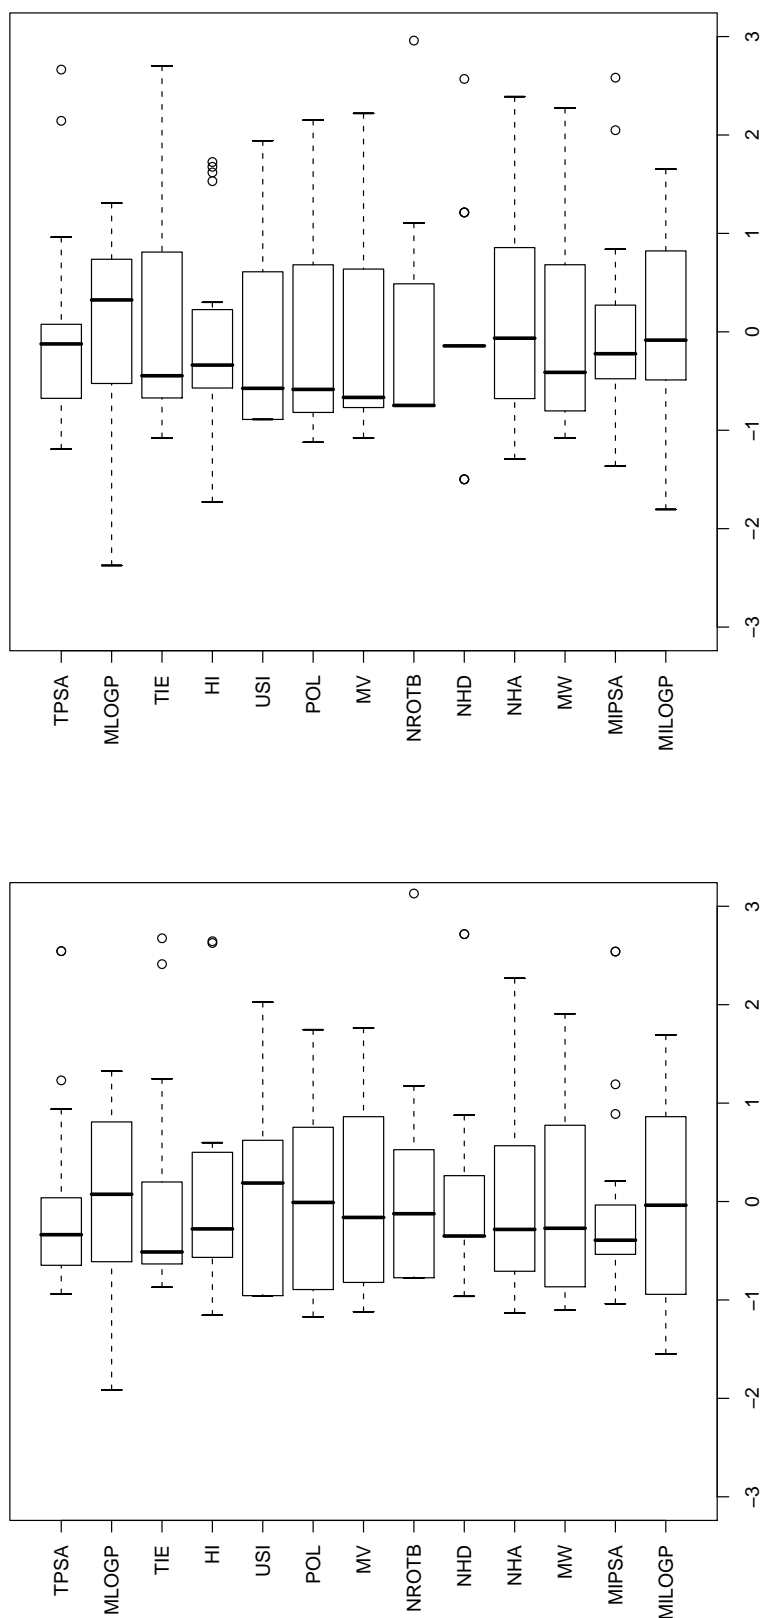 3
2
1
0
−1
−2
−3
TPSA
MLOGP
TIE
HI
USI
POL
MV
NROTB
NHD
NHA
MW
MIPSA
MILOGP
3
2
1
0
−1
−2
−3
TPSA
MLOGP
TIE
HI
USI
POL
MV
NROTB
NHD
NHA
MW
MIPSA
MILOGP